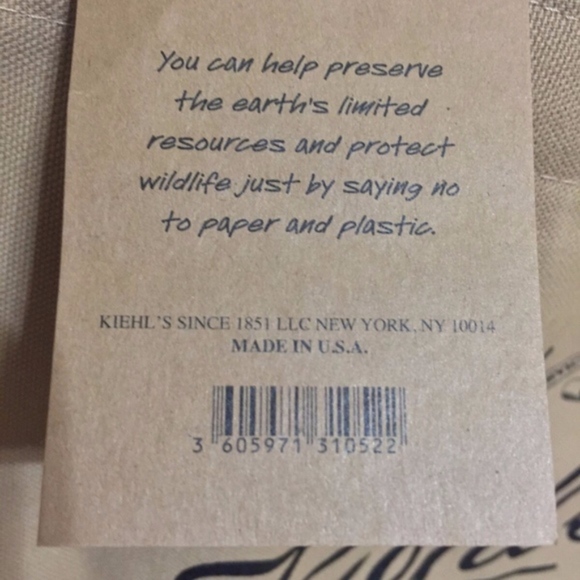 You can help preserve
the earth's limited
resources and protect
wildlife just by saying no
to paper and plastic.
KIEHL'S SINCE 1851 LLC NEW YORK, NY 10014
MADE IN U.S.A.
3 605971 310522